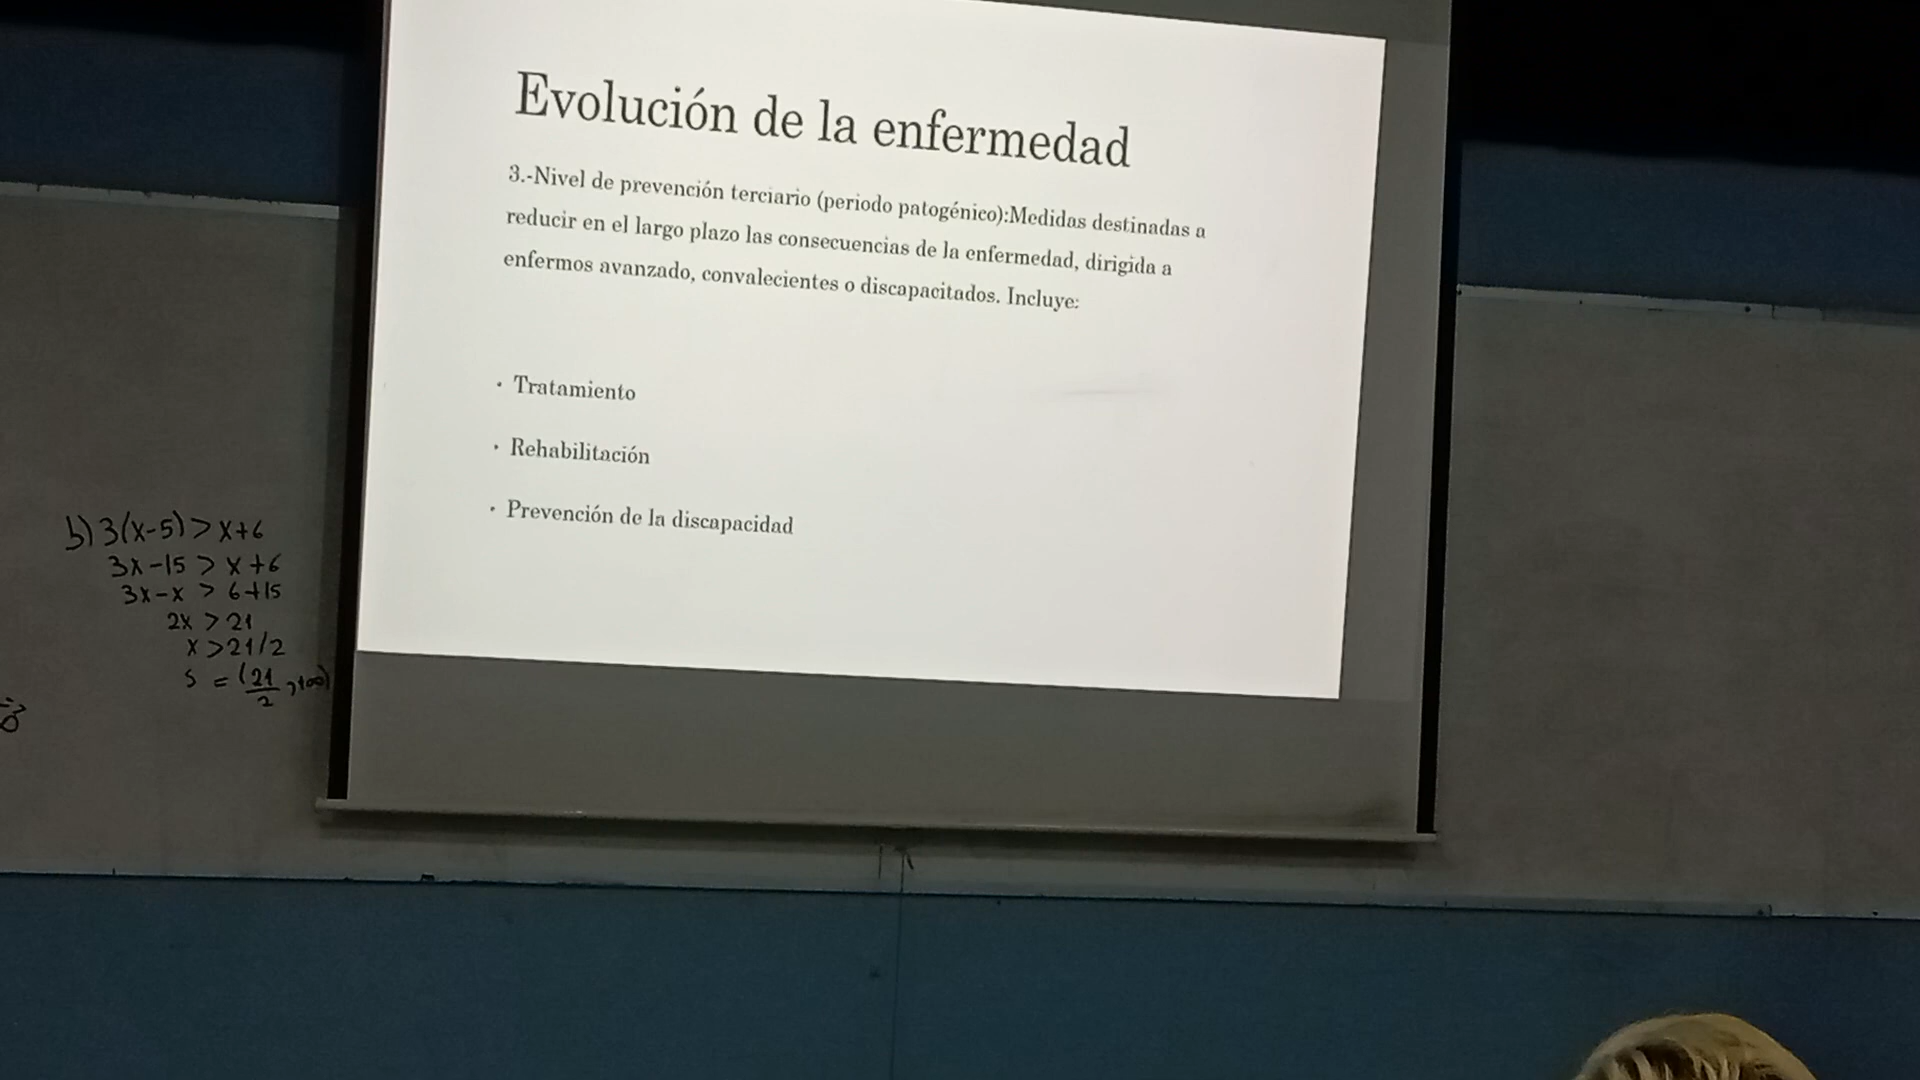 Evolución de la enfermedad
3.-Nivel de prevención terciario (periodo patogénico):Medidas destinadas a
reducir en el largo plazo las consecuencias de la enfermedad, dirigida a
enfermos avanzado, convalecientes o discapacitados. Incluye:
· Tratamiento
· Rehabilitación
· Prevención de la discapacidad
b) 3(x-5) > x+6
3x-15 > x+6
3x-x > 6+15
2x > 21
x > 21/2
S = (21/2, +∞)